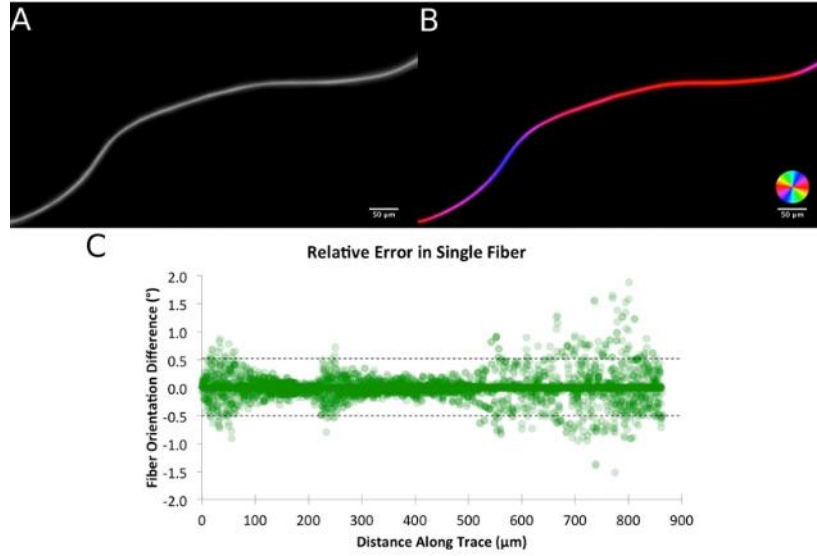 A
B
50 µm
50 µm
C
Relative Error in Single Fiber
Fiber Orientation Difference (°)
2.0
1.5
1.0
0.5
0.0
-0.5
-1.0
-1.5
-2.0
0 100 200 300 400 500 600 700 800 900
Distance Along Trace (µm)